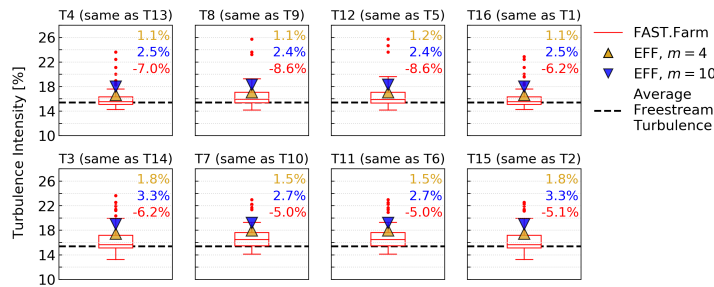 T4 (same as T13)
T8 (same as T9)
T12 (same as T5)
T16 (same as T1)
26
22
18
14
10
1.1%
2.5%
-7.0%
1.1%
2.4%
-8.6%
1.2%
2.4%
-8.6%
1.1%
2.5%
-6.2%
FAST.Farm
EFF, m = 4
EFF, m = 10
Average
Freestream
Turbulence
Turbulence Intensity [%]
T3 (same as T14)
T7 (same as T10)
T11 (same as T6)
T15 (same as T2)
26
22
18
14
10
1.8%
3.3%
-6.2%
1.5%
2.7%
-5.0%
1.5%
2.7%
-5.0%
1.8%
3.3%
-5.1%